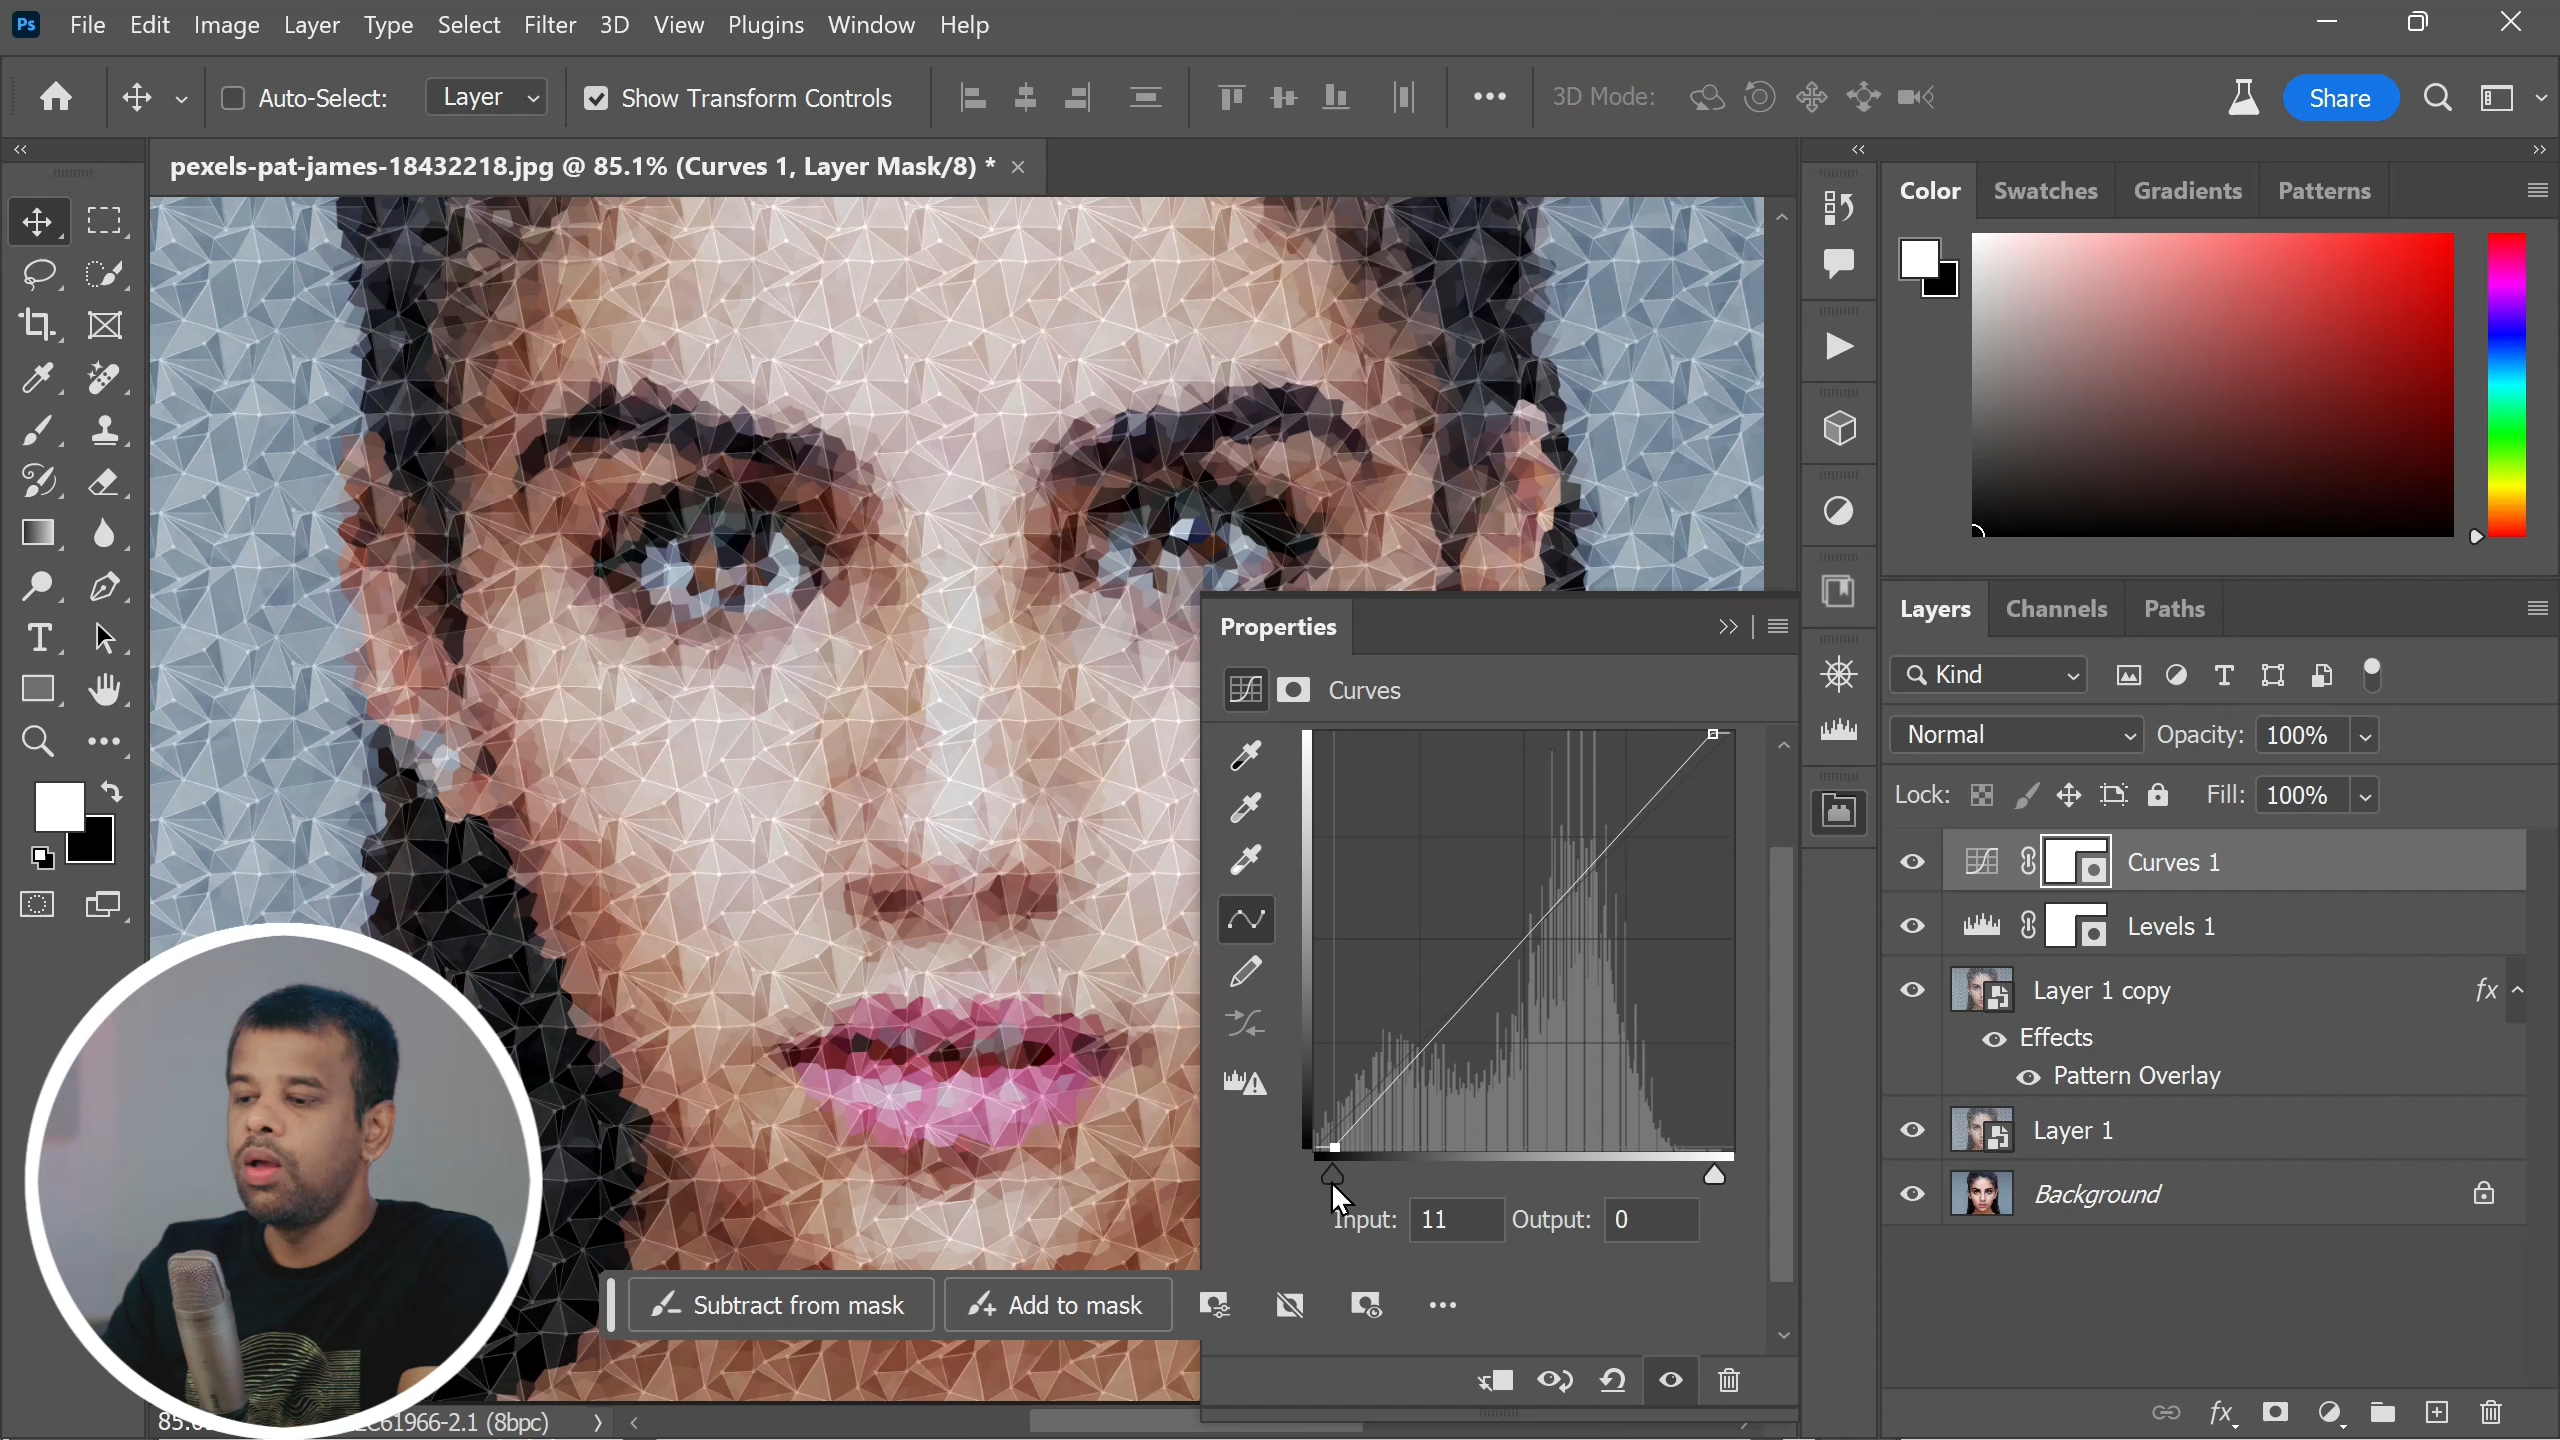 Ps File Edit Image Layer Type Select Filter 3D View Plugins Window Help
Auto-Select: Layer Show Transform Controls 3D Mode: Share
pexels-pat-james-18432218.jpg @ 85.1% (Curves 1, Layer Mask/8) *
Color Swatches Gradients Patterns
Properties
Curves
Input: 11 Output: 0
Subtract from mask Add to mask
Layers Channels Paths
Kind
Normal Opacity: 100%
Lock: Fill: 100%
Curves 1
Levels 1
Layer 1 copy fx
Effects
Pattern Overlay
Layer 1
Background
fx
61966-2.1 (8bpc)